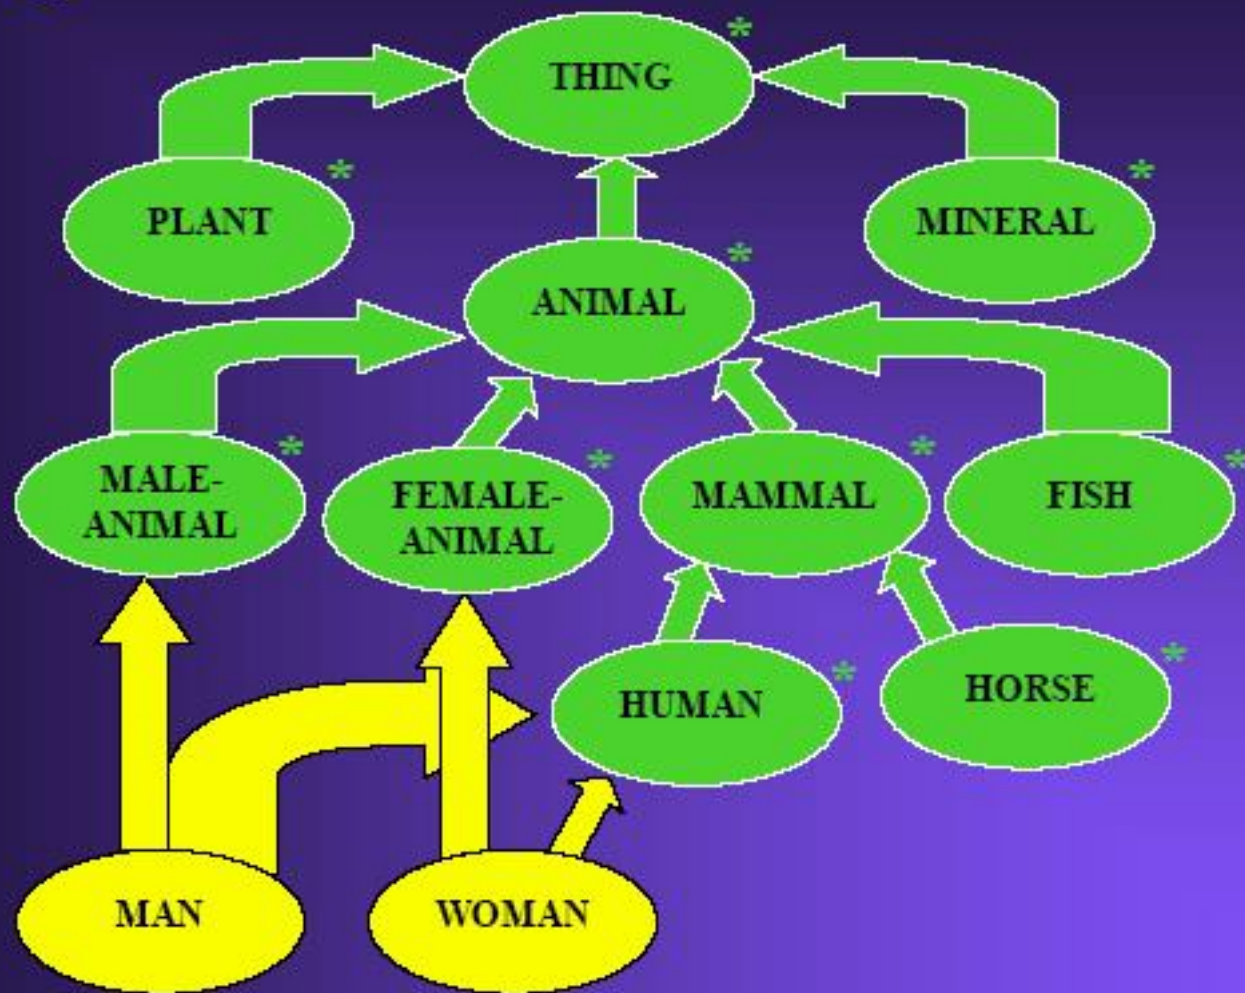 THING
*
PLANT
*
MINERAL
*
ANIMAL
*
MALE-
ANIMAL
*
FEMALE-
ANIMAL
*
MAMMAL
*
FISH
*
HUMAN
*
HORSE
*
MAN
WOMAN